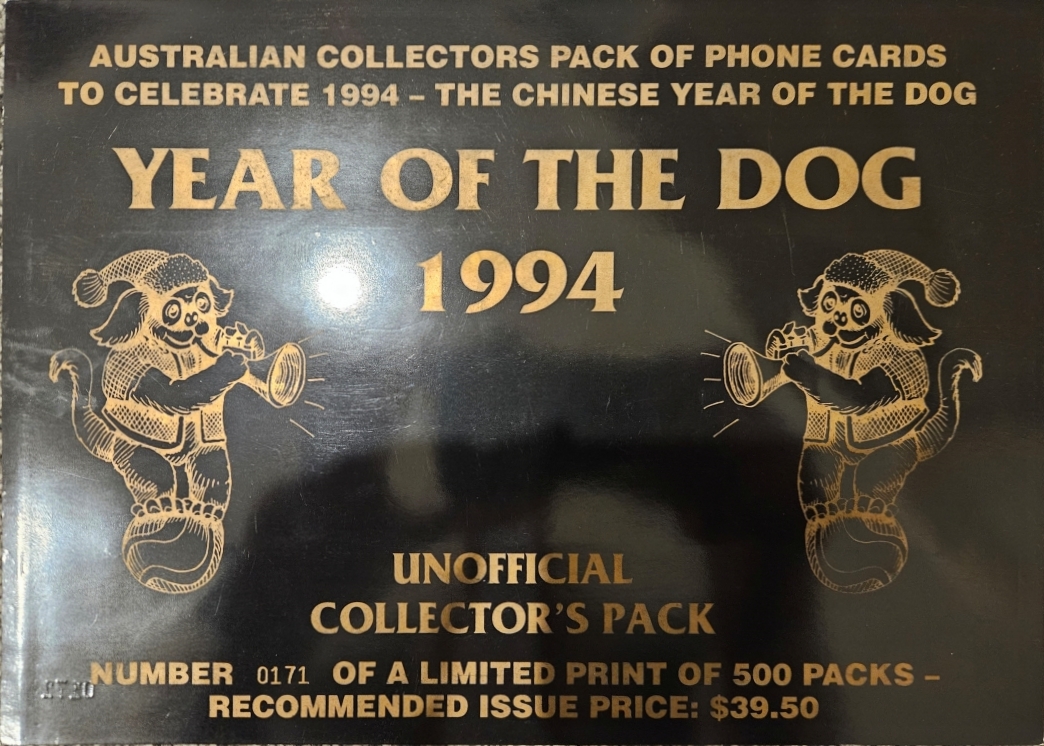 AUSTRALIAN COLLECTORS PACK OF PHONE CARDS
TO CELEBRATE 1994 – THE CHINESE YEAR OF THE DOG
YEAR OF THE DOG
1994
UNOFFICIAL
COLLECTOR'S PACK
NUMBER 0171 OF A LIMITED PRINT OF 500 PACKS –
RECOMMENDED ISSUE PRICE: $39.50